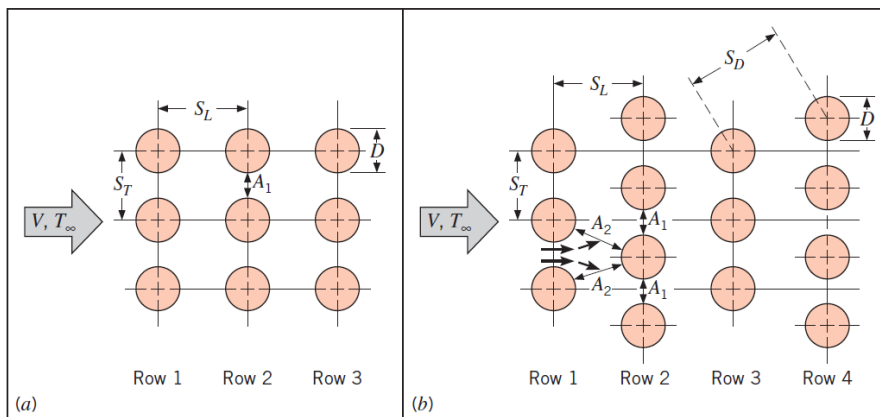 S_L
D
S_T
A_1
V, T_∞
Row 1 Row 2 Row 3
(a)
S_D
S_L
D
S_T
A_2
A_1
V, T_∞
A_2
A_1
Row 1 Row 2 Row 3 Row 4
(b)